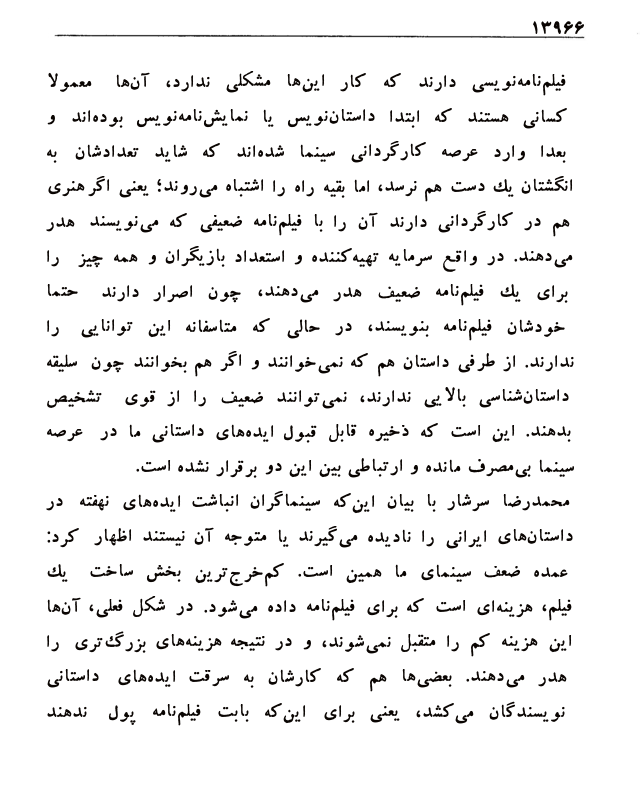 ۱۳۹۶۶
فیلم‌نامه‌نویسی دارند که کار این‌ها مشکلی ندارد، آن‌ها معمولا
کسانی هستند که ابتدا داستان‌نویس یا نمایش‌نامه‌نویس بوده‌اند و
بعدا وارد عرصه کارگردانی سینما شده‌اند که شاید تعدادشان به
انگشتان یك دست هم نرسد، اما بقیه راه را اشتباه می‌روند؛ یعنی اگر هنری
هم در کارگردانی دارند آن را با فیلم‌نامه ضعیفی که می‌نویسند هدر
می‌دهند. در واقع سرمایه تهیه‌کننده و استعداد بازیگران و همه چیز را
برای یك فیلم‌نامه ضعیف هدر می‌دهند، چون اصرار دارند حتما
خودشان فیلم‌نامه بنویسند، در حالی که متاسفانه این توانایی را
ندارند. از طرفی داستان هم که نمی‌خوانند و اگر هم بخوانند چون سلیقه
داستان‌شناسی بالایی ندارند، نمی‌توانند ضعیف را از قوی تشخیص
بدهند. این است که ذخیره قابل قبول ایده‌های داستانی ما در عرصه
سینما بی‌مصرف مانده و ارتباطی بین این دو برقرار نشده است.
محمدرضا سرشار با بیان این‌که سینماگران انباشت ایده‌های نهفته در
داستان‌های ایرانی را نادیده می‌گیرند یا متوجه آن نیستند اظهار کرد:
عمده ضعف سینمای ما همین است. کم‌خرج‌ترین بخش ساخت یك
فیلم، هزینه‌ای است که برای فیلم‌نامه داده می‌شود. در شکل فعلی، آن‌ها
این هزینه کم را متقبل نمی‌شوند، و در نتیجه هزینه‌های بزرگ‌تری را
هدر می‌دهند. بعضی‌ها هم که کارشان به سرقت ایده‌های داستانی
نویسندگان می‌کشد، یعنی برای این‌که بابت فیلم‌نامه پول ندهند